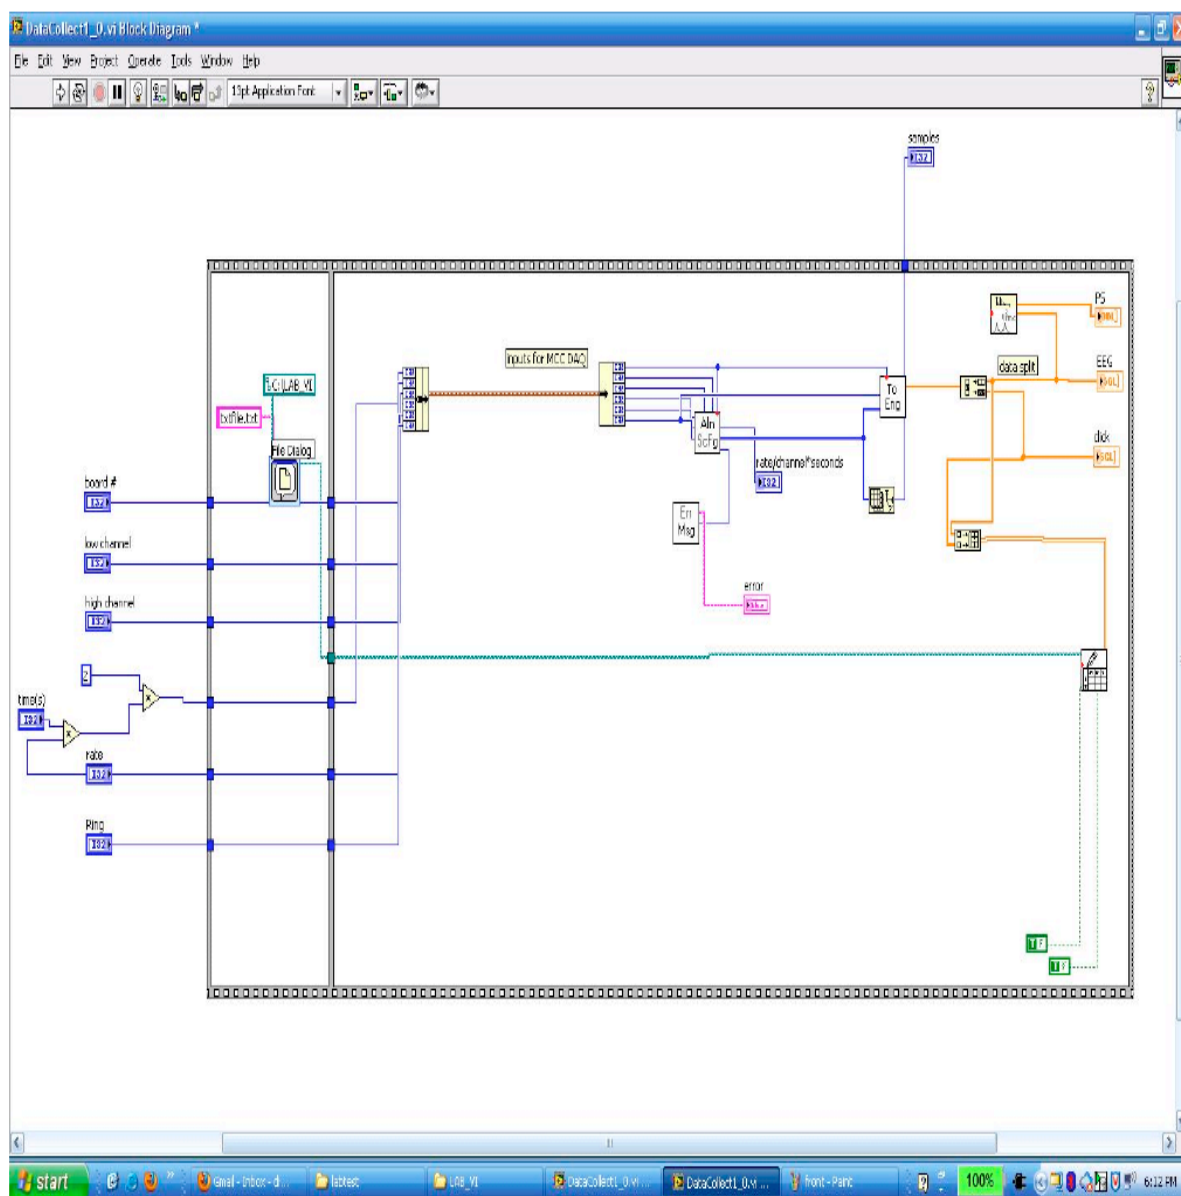 DataCollect1_0.vi Block Diagram *
File Edit View Project Operate Tools Window Help
13pt Application Font
samples
I32
PS
inputs for MCC DAQ
EEG
data split
C:\LAB_VI
To
Eng
txtfile.txt
AIn
ScFg
File Dialog
click
rate/channel*seconds
I32
board #
I32
Err
Msg
low channel
I32
error
high channel
I32
2
time(s)
I32
rate
I32
Ring
I32
T F
T F
start
Gmail - Inbox - d...
labtest
LAB_VI
DataCollect1_0.vi ...
DataCollect1_0.vi ...
front - Paint
100%
6:12 PM